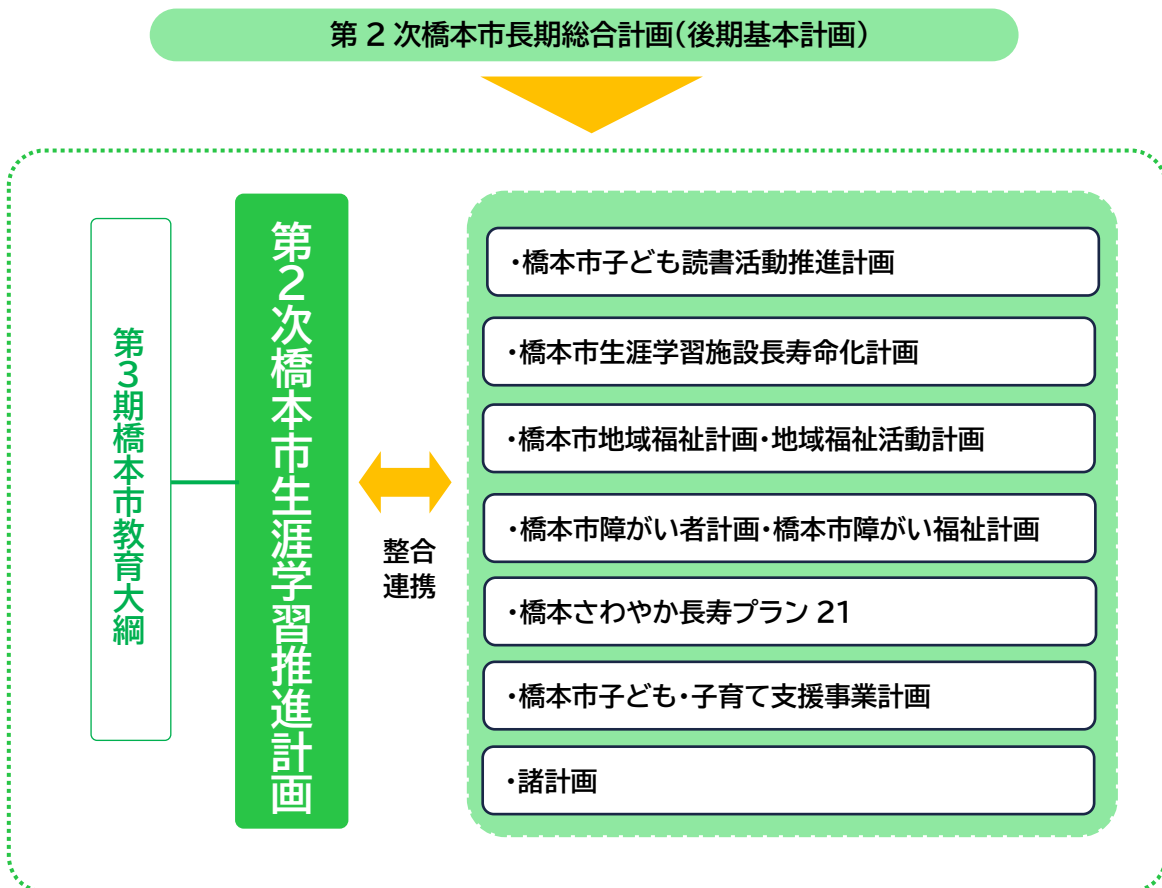 第2次橋本市長期総合計画(後期基本計画)
第3期橋本市教育大綱
第2次橋本市生涯学習推進計画
整合
連携
・橋本市子ども読書活動推進計画
・橋本市生涯学習施設長寿命化計画
・橋本市地域福祉計画・地域福祉活動計画
・橋本市障がい者計画・橋本市障がい福祉計画
・橋本さわやか長寿プラン 21
・橋本市子ども・子育て支援事業計画
・諸計画